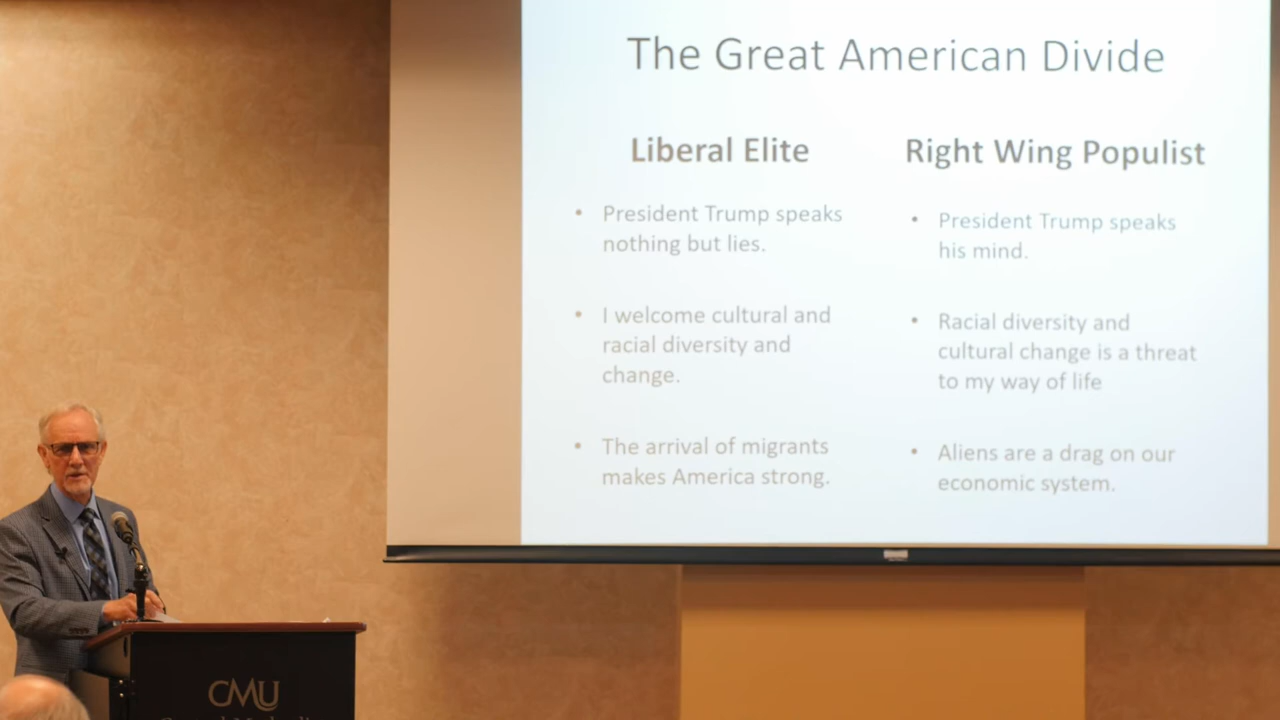 The Great American Divide
Liberal Elite
• President Trump speaks
nothing but lies.
• I welcome cultural and
racial diversity and
change.
• The arrival of migrants
makes America strong.
Right Wing Populist
• President Trump speaks
his mind.
• Racial diversity and
cultural change is a threat
to my way of life
• Aliens are a drag on our
economic system.
CMU